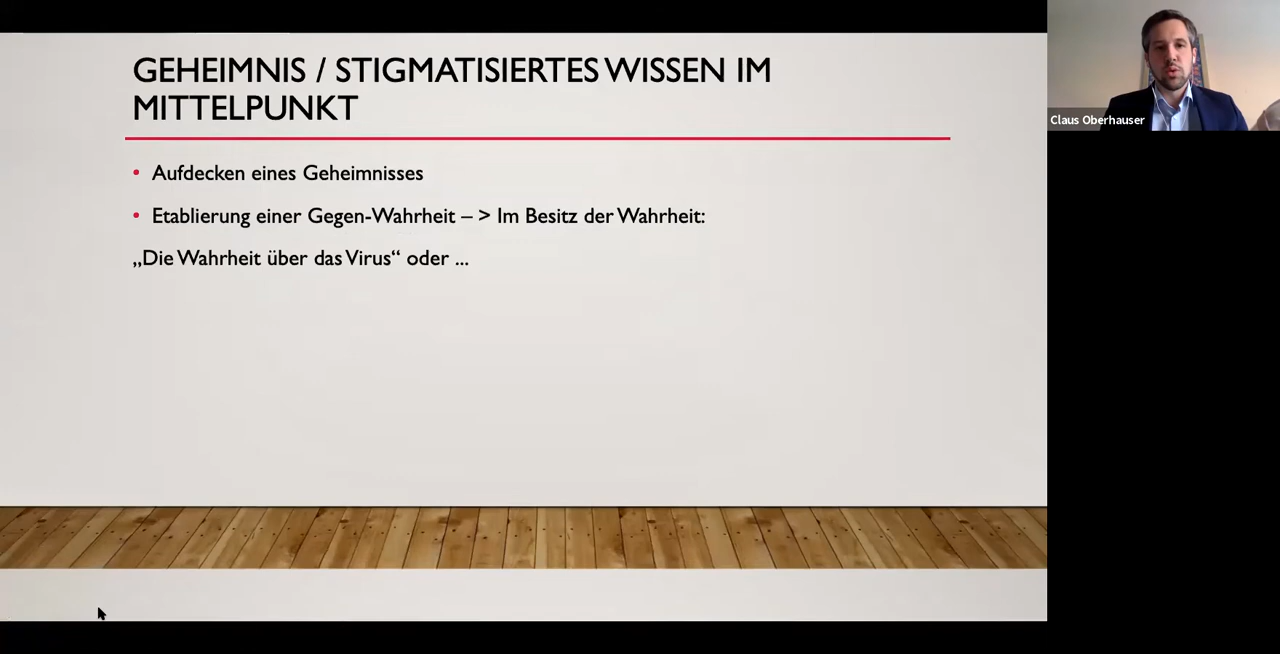 GEHEIMNIS / STIGMATISIERTES WISSEN IM
MITTELPUNKT
• Aufdecken eines Geheimnisses
• Etablierung einer Gegen-Wahrheit – > Im Besitz der Wahrheit:
„Die Wahrheit über das Virus“ oder ...
Claus Oberhauser